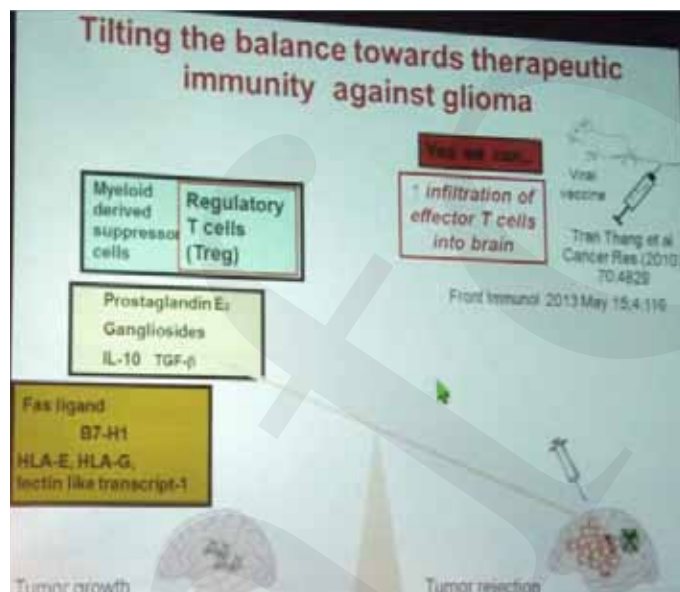 Tilting the balance towards therapeutic
immunity against glioma
Yes we can...
↑ infiltration of
effector T cells
into brain
Viral
vaccine
Tran Thang et al
Cancer Res (2010)
70:4829
Front Immunol 2013 May 15;4:116
Myeloid
derived
suppressor
cells
Regulatory
T cells
(Treg)
Prostaglandin E₂
Gangliosides
IL-10 TGF-β
Fas ligand
B7-H1
HLA-E, HLA-G,
lectin like transcript-1
Tumor growth
Tumor rejection